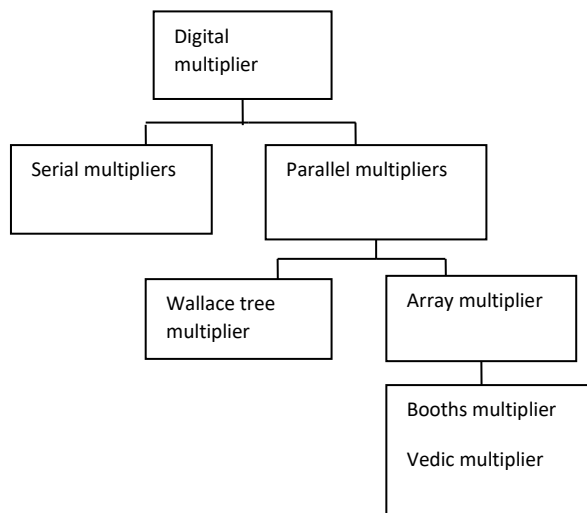 Digital
multiplier
Serial multipliers
Parallel multipliers
Wallace tree
multiplier
Array multiplier
Booths multiplier
Vedic multiplier